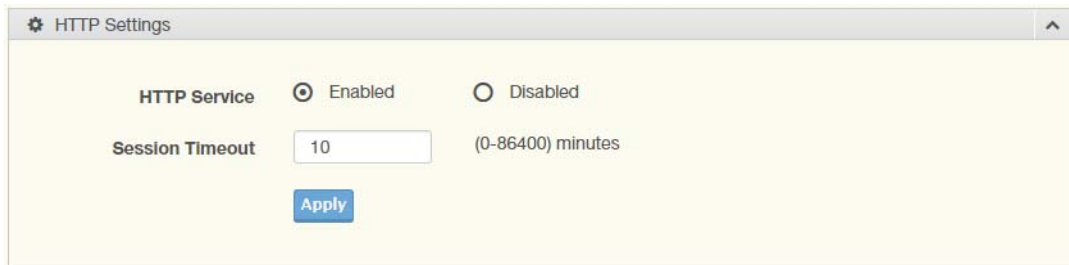 HTTP Settings
HTTP Service Enabled Disabled
Session Timeout 10 (0-86400) minutes
Apply